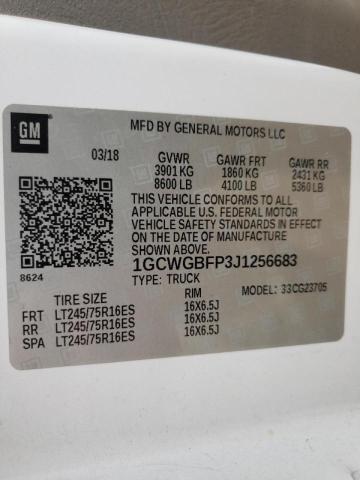 GM
MFD BY GENERAL MOTORS LLC
03/18 GVWR GAWR FRT GAWR RR
3901 KG 1860 KG 2431 KG
8600 LB 4100 LB 5360 LB
THIS VEHICLE CONFORMS TO ALL
APPLICABLE U.S. FEDERAL MOTOR
VEHICLE SAFETY STANDARDS IN EFFECT
ON THE DATE OF MANUFACTURE
SHOWN ABOVE.
8624 1GCWGBFP3J1256683
TYPE: TRUCK MODEL: 33CG23705
TIRE SIZE RIM
FRT LT245/75R16ES 16X6.5J
RR LT245/75R16ES 16X6.5J
SPA LT245/75R16ES 16X6.5J